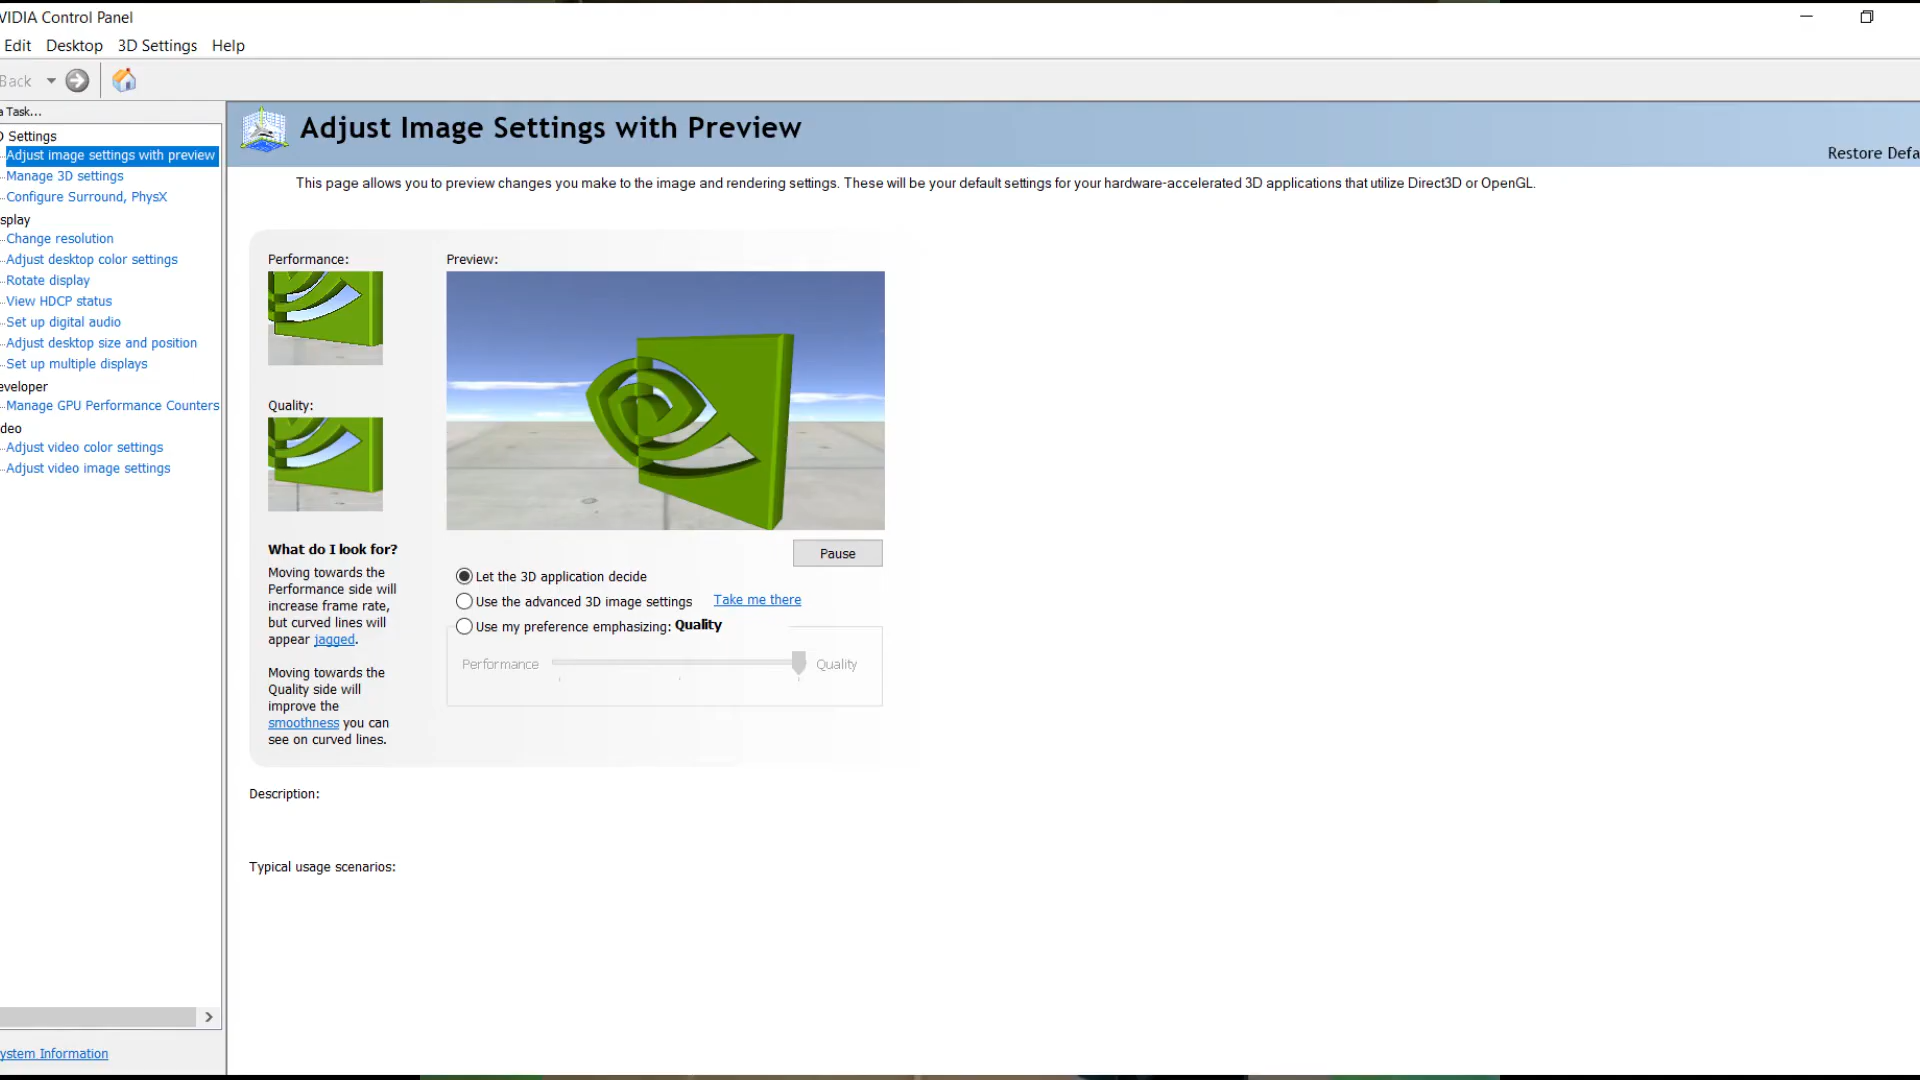 VIDIA Control Panel
Edit Desktop 3D Settings Help
Back
a Task...
D Settings
Adjust image settings with preview
Manage 3D settings
Configure Surround, PhysX
splay
Change resolution
Adjust desktop color settings
Rotate display
View HDCP status
Set up digital audio
Adjust desktop size and position
Set up multiple displays
eveloper
Manage GPU Performance Counters
deo
Adjust video color settings
Adjust video image settings
ystem Information
Adjust Image Settings with Preview
Restore Defa
This page allows you to preview changes you make to the image and rendering settings. These will be your default settings for your hardware-accelerated 3D applications that utilize Direct3D or OpenGL.
Performance:
Quality:
What do I look for?
Moving towards the
Performance side will
increase frame rate,
but curved lines will
appear jagged.
Moving towards the
Quality side will
improve the
smoothness you can
see on curved lines.
Preview:
Pause
Let the 3D application decide
Use the advanced 3D image settings Take me there
Use my preference emphasizing: Quality
Performance Quality
Description:
Typical usage scenarios: